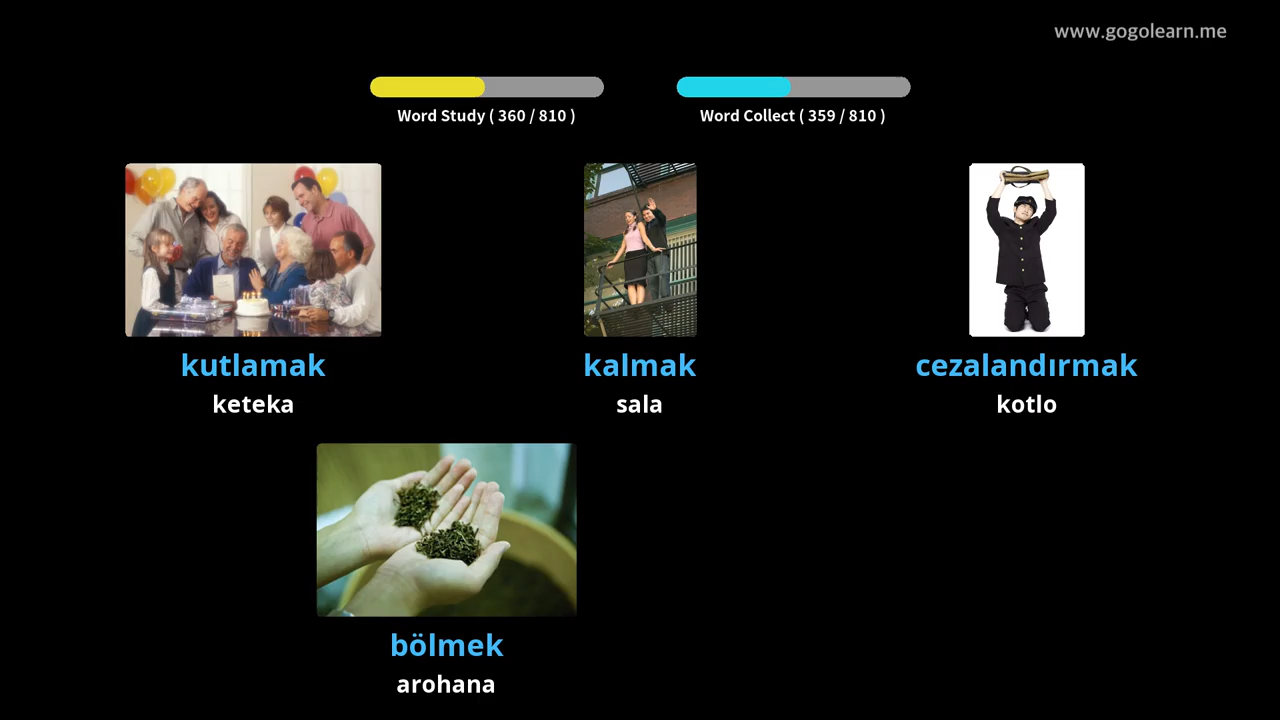 www.gogolearn.me
Word Study ( 360 / 810 )
Word Collect ( 359 / 810 )
kutlamak
keteka
kalmak
sala
cezalandırmak
kotlo
bölmek
arohana